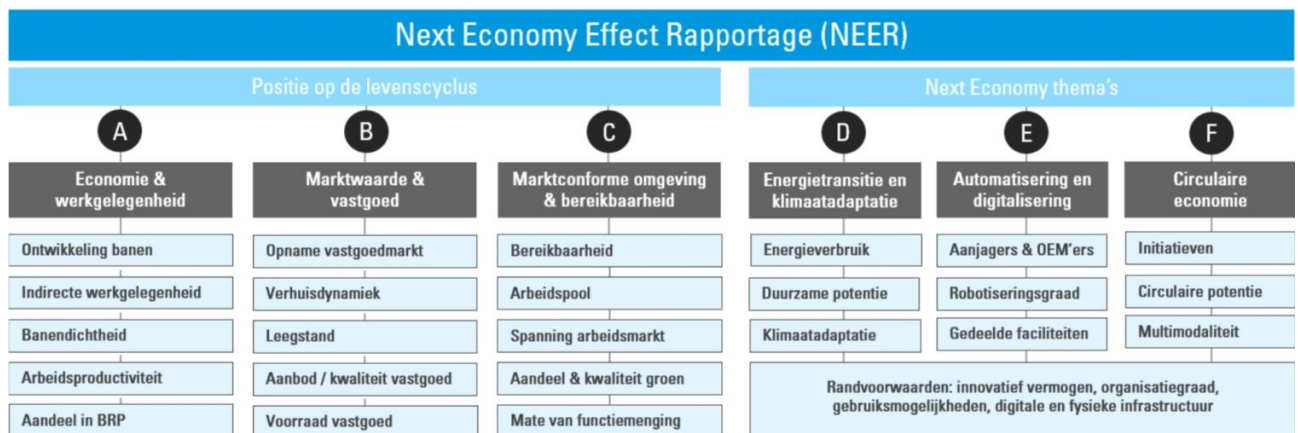 Next Economy Effect Rapportage (NEER)
Positie op de levenscyclus
Next Economy thema's
A
B
C
D
E
F
Economie &
werkgelegenheid
Marktwaarde &
vastgoed
Marktconforme omgeving
& bereikbaarheid
Energietransitie en
klimaatadaptatie
Automatisering en
digitalisering
Circulaire
economie
Ontwikkeling banen
Indirecte werkgelegenheid
Banendichtheid
Arbeidsproductiviteit
Aandeel in BRP
Opname vastgoedmarkt
Verhuisdynamiek
Leegstand
Aanbod / kwaliteit vastgoed
Voorraad vastgoed
Bereikbaarheid
Arbeidspool
Spanning arbeidsmarkt
Aandeel & kwaliteit groen
Mate van functiemenging
Energieverbruik
Duurzame potentie
Klimaatadaptatie
Aanjagers & OEM'ers
Robotiseringsgraad
Gedeelde faciliteiten
Initiatieven
Circulaire potentie
Multimodaliteit
Randvoorwaarden: innovatief vermogen, organisatiegraad,
gebruiksmogelijkheden, digitale en fysieke infrastructuur